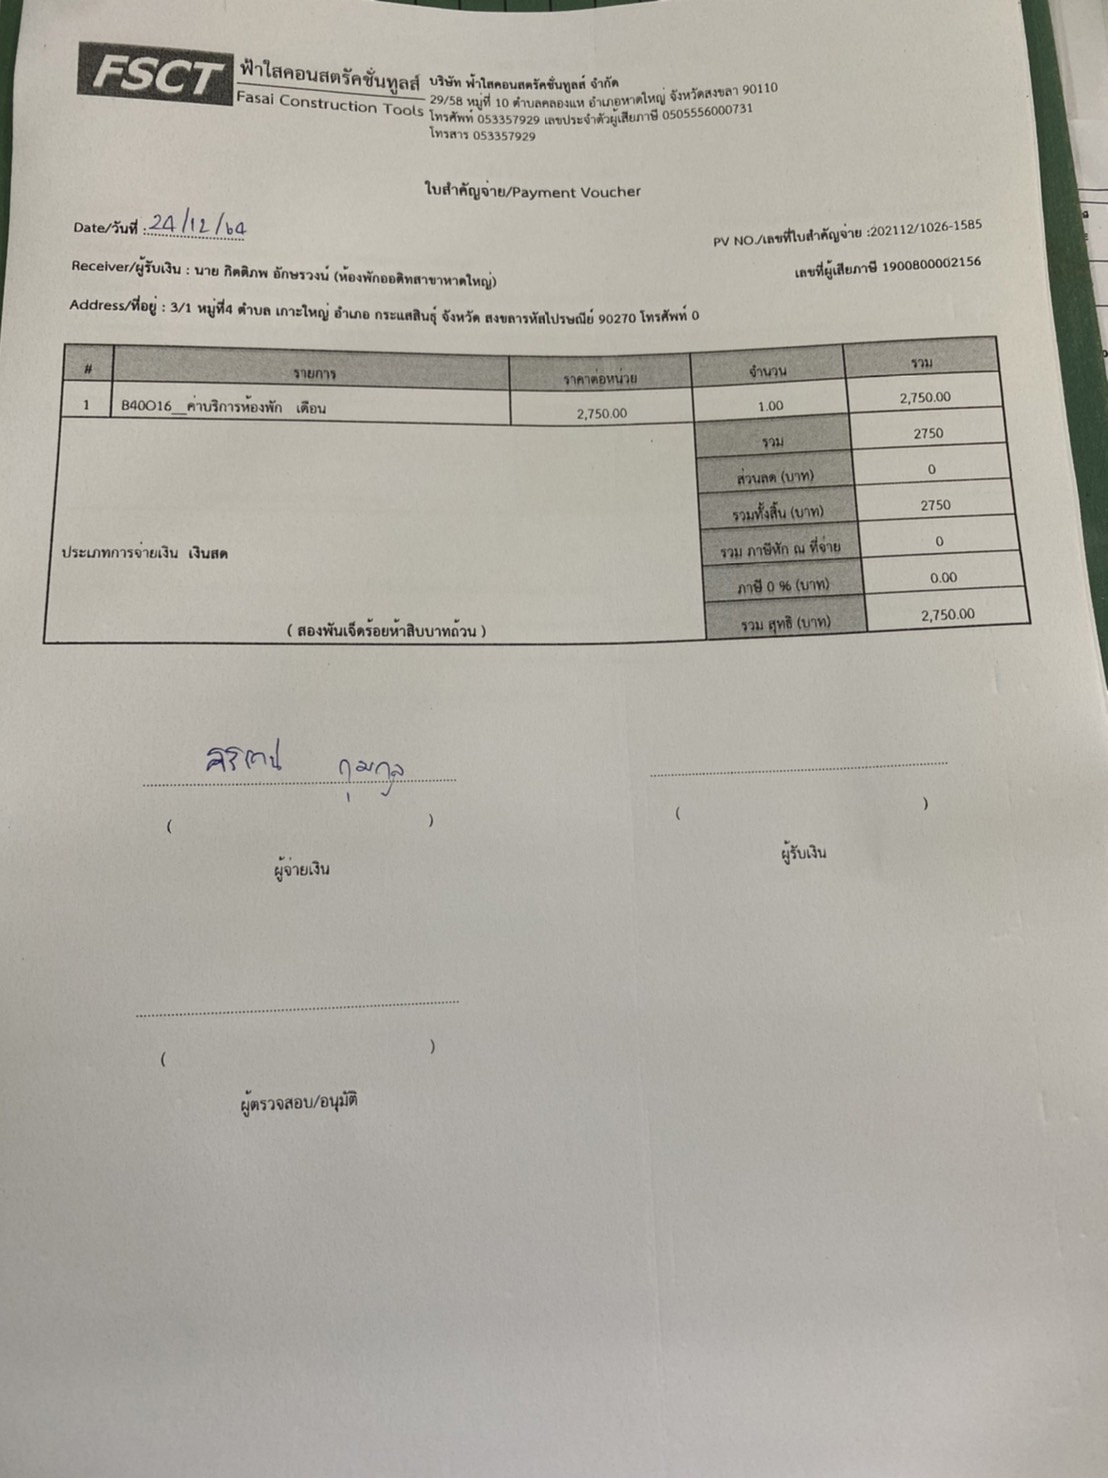 FSCT
ฟ้าใสคอนสตรัคชั่นทูลส์
Fasai Construction Tools
บริษัท ฟ้าใสคอนสตรัคชั่นทูลส์ จำกัด
29/58 หมู่ที่ 10 ตำบลคลองแห อำเภอหาดใหญ่ จังหวัดสงขลา 90110
โทรศัพท์ 053357929 เลขประจำตัวผู้เสียภาษี 0505556000731
โทรสาร 053357929
ใบสำคัญจ่าย/Payment Voucher
Date/วันที่ : 24/12/64
PV NO./เลขที่ใบสำคัญจ่าย :202112/1026-1585
Receiver/ผู้รับเงิน : นาย กิตติภพ อักษรวงน์ (ห้องพักออดิทสาขาหาดใหญ่)
เลขที่ผู้เสียภาษี 1900800002156
Address/ที่อยู่ : 3/1 หมู่ที่4 ตำบล เกาะใหญ่ อำเภอ กระแสสินธุ์ จังหวัด สงขลารหัสไปรษณีย์ 90270 โทรศัพท์ 0
# รายการ ราคาต่อหน่วย จำนวน รวม
1 B40O16__ค่าบริการห้องพัก เดือน 2,750.00 1.00 2,750.00
รวม 2750
ส่วนลด (บาท) 0
รวมทั้งสิ้น (บาท) 2750
ประเภทการจ่ายเงิน เงินสด
รวม ภาษีหัก ณ ที่จ่าย 0
ภาษี 0 % (บาท) 0.00
( สองพันเจ็ดร้อยห้าสิบบาทถ้วน )
รวม สุทธิ (บาท) 2,750.00
( )
( )
ผู้จ่ายเงิน
ผู้รับเงิน
( )
ผู้ตรวจสอบ/อนุมัติ